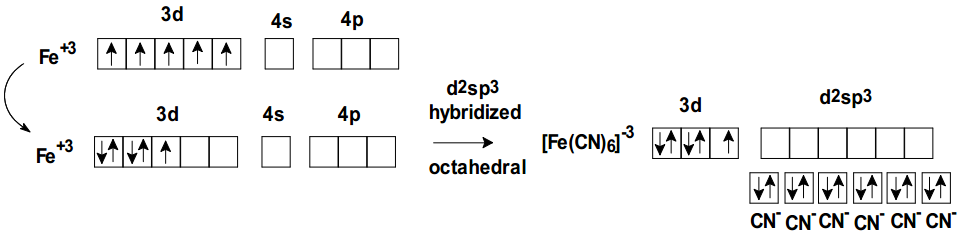 3d 4s 4p
Fe+3
3d 4s 4p
Fe+3
d2sp3
hybridized
octahedral
3d d2sp3
[Fe(CN)6]-3
CN- CN- CN- CN- CN- CN-